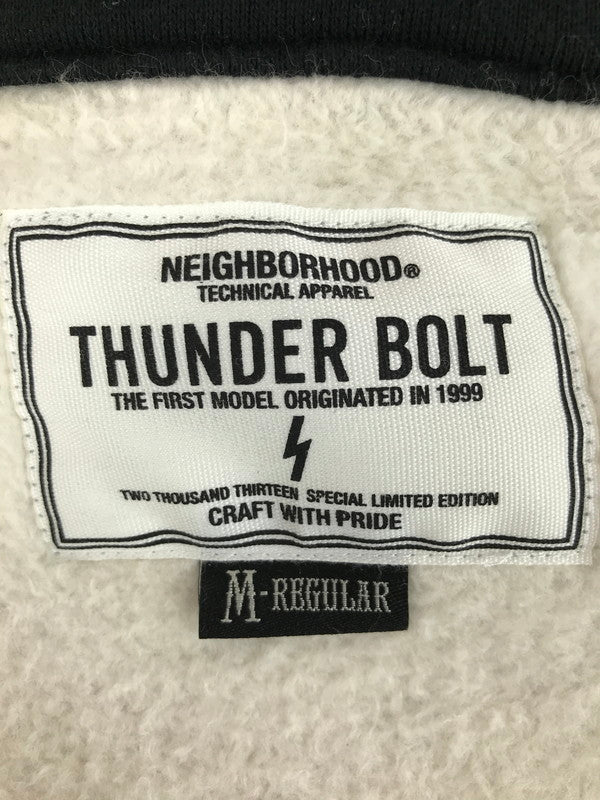 NEIGHBORHOOD®
TECHNICAL APPAREL
THUNDER BOLT
THE FIRST MODEL ORIGINATED IN 1999
TWO THOUSAND THIRTEEN SPECIAL LIMITED EDITION
CRAFT WITH PRIDE
M-REGULAR